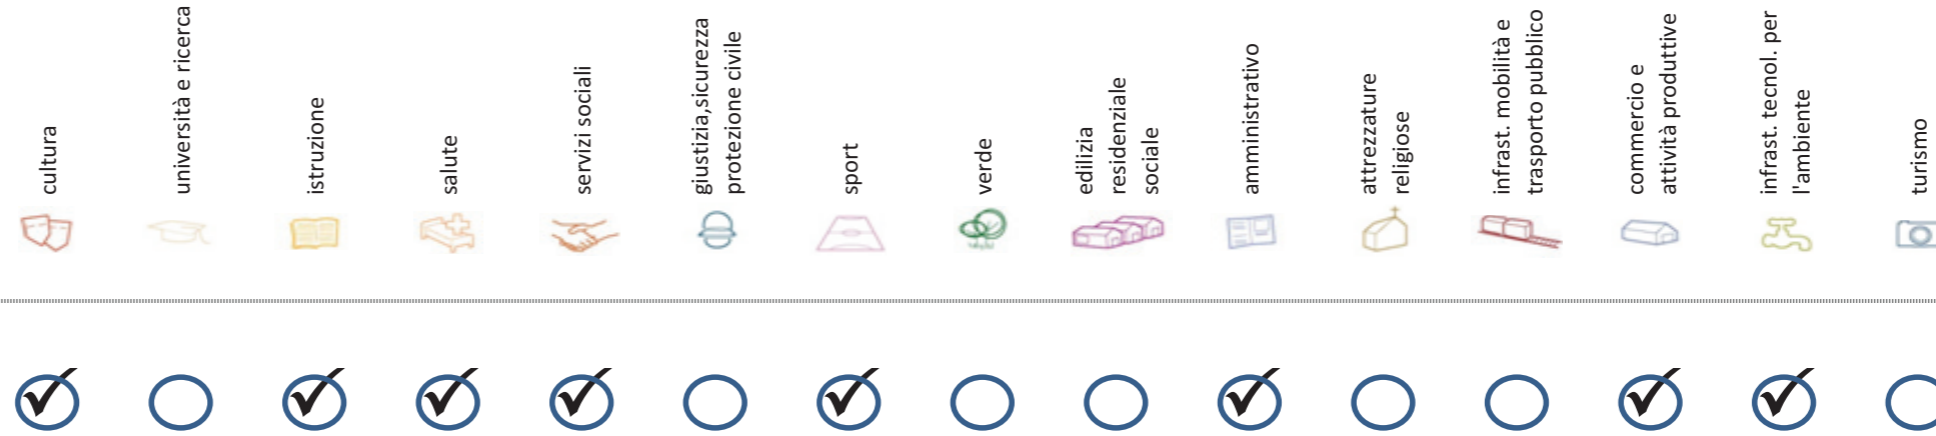 cultura
università e ricerca
istruzione
salute
servizi sociali
giustizia,sicurezza
protezione civile
sport
verde
edilizia
residenziale
sociale
amministrativo
attrezzature
religiose
infrast. mobilità e
trasporto pubblico
commercio e
attività produttive
infrast. tecnol. per
l'ambiente
turismo